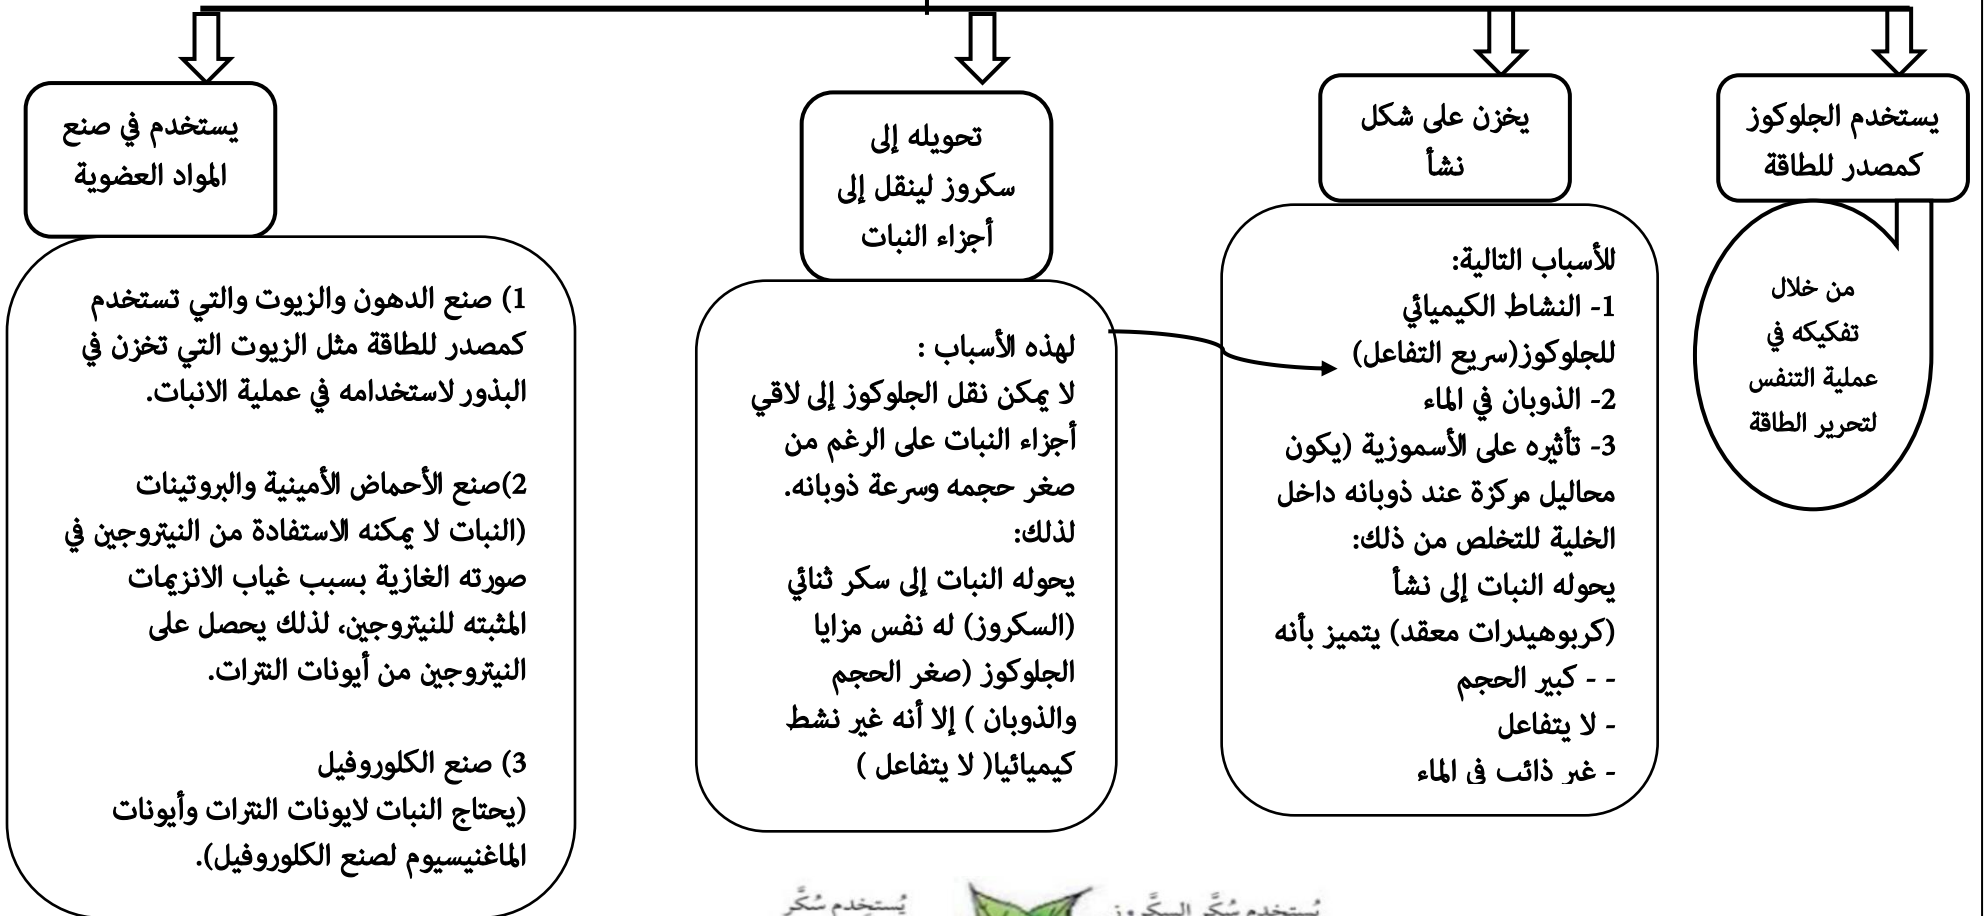 يستخدم الجلوكوز
كمصدر للطاقة
من خلال
تفكيكه في
عملية التنفس
لتحرير الطاقة
يخزن على شكل
نشأ
للأسباب التالية:
1- النشاط الكيميائي
للجلوكوز(سريع التفاعل)
2- الذوبان في الماء
3- تأثيره على الأسموزية (يكون
محاليل مركزة عند ذوبانه داخل
الخلية للتخلص من ذلك:
يحوله النبات إلى نشأ
(كربوهيدرات معقد) يتميز بأنه
- - كبير الحجم
- لا يتفاعل
- غير ذائب في الماء
تحويله إلى
سكروز لينقل إلى
أجزاء النبات
لهذه الأسباب :
لا يمكن نقل الجلوكوز إلى لاقي
أجزاء النبات على الرغم من
صغر حجمه وسرعة ذوبانه.
لذلك:
يحوله النبات إلى سكر ثنائي
(السكروز) له نفس مزايا
الجلوكوز (صغر الحجم
والذوبان ) إلا أنه غير نشط
كيميائيا( لا يتفاعل )
يستخدم في صنع
المواد العضوية
1) صنع الدهون والزيوت والتي تستخدم
كمصدر للطاقة مثل الزيوت التي تخزن في
البذور لاستخدامه في عملية الانبات.
2)صنع الأحماض الأمينية والبروتينات
(النبات لا يمكنه الاستفادة من النيتروجين في
صورته الغازية بسبب غياب الانزيمات
المثبته للنيتروجين، لذلك يحصل على
النيتروجين من أيونات النترات.
3) صنع الكلوروفيل
(يحتاج النبات لايونات النترات وأيونات
الماغنيسيوم لصنع الكلوروفيل).
يُستخدم سُكَّر السكَّروز
يُستخدم سُكَّر